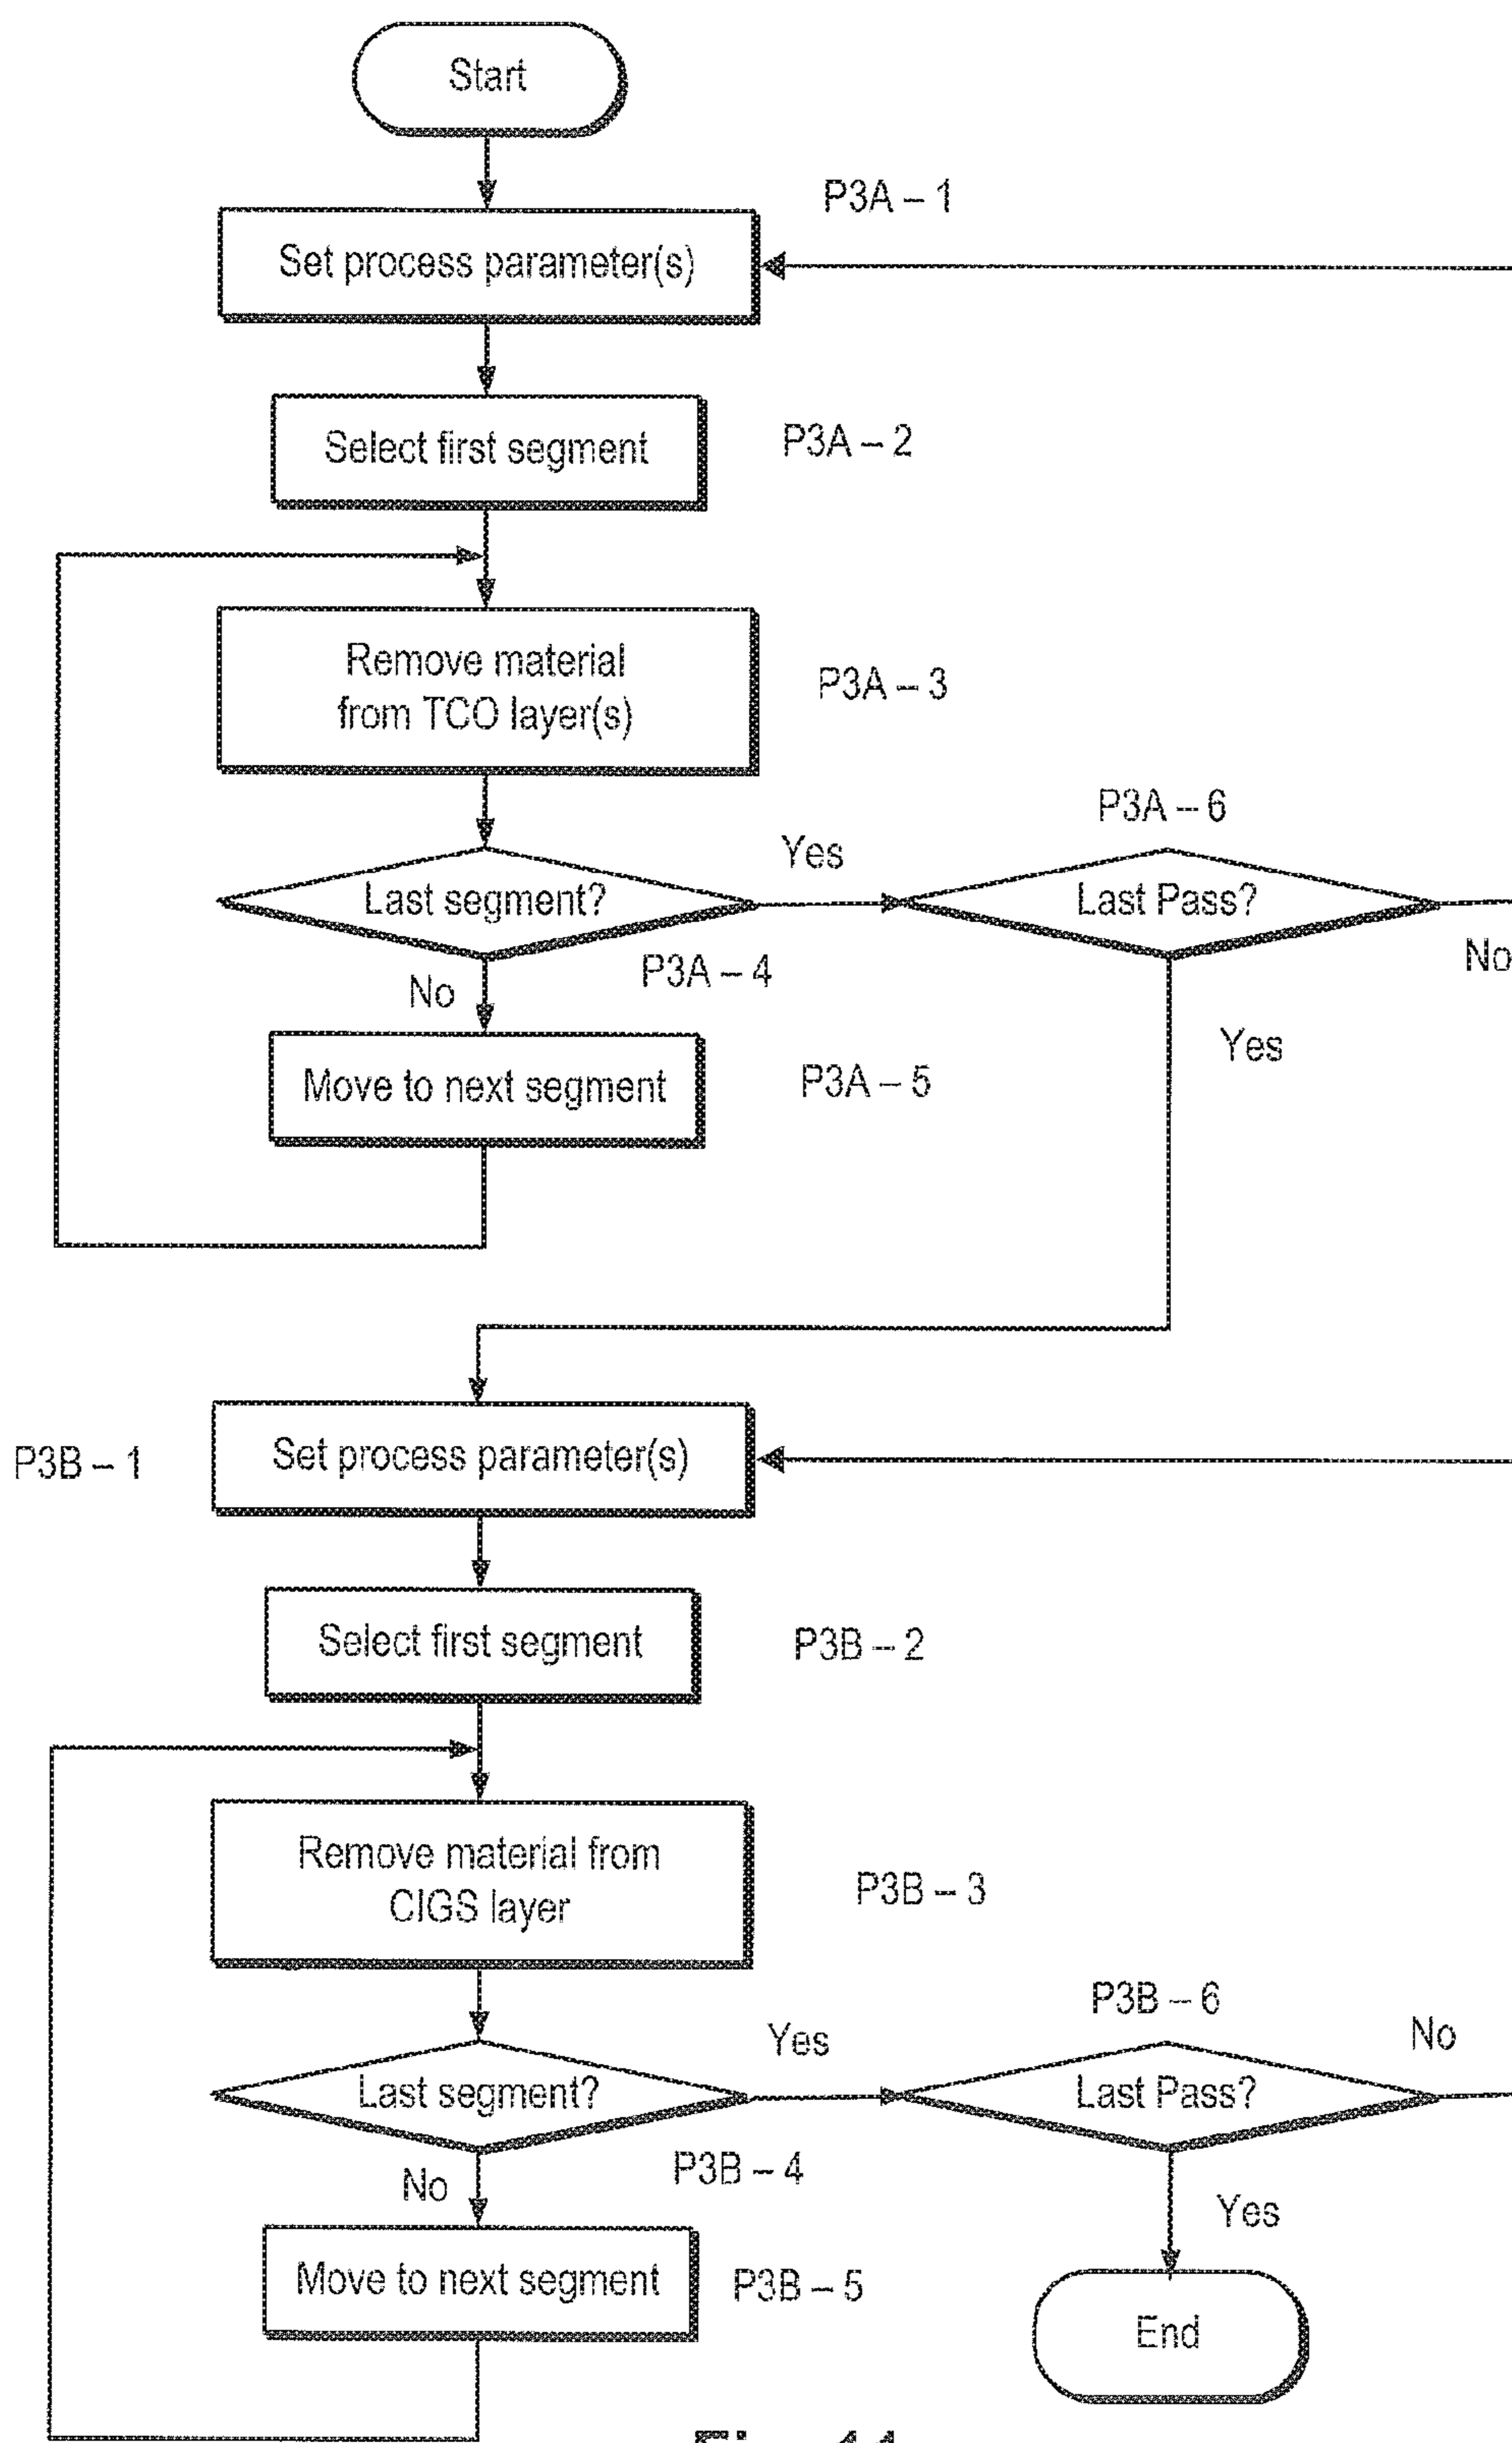 Start
P3A – 1
Set process parameter(s)
Select first segment
P3A – 2
Remove material
from TCO layer(s)
P3A – 3
P3A – 6
Yes
Last segment?
Last Pass?
No
P3A – 4
No
Yes
Move to next segment
P3A – 5
P3B – 1
Set process parameter(s)
Select first segment
P3B – 2
Remove material from
CIGS layer
P3B – 3
P3B – 6
Yes
No
Last segment?
Last Pass?
P3B – 4
No
Yes
Move to next segment
P3B – 5
End